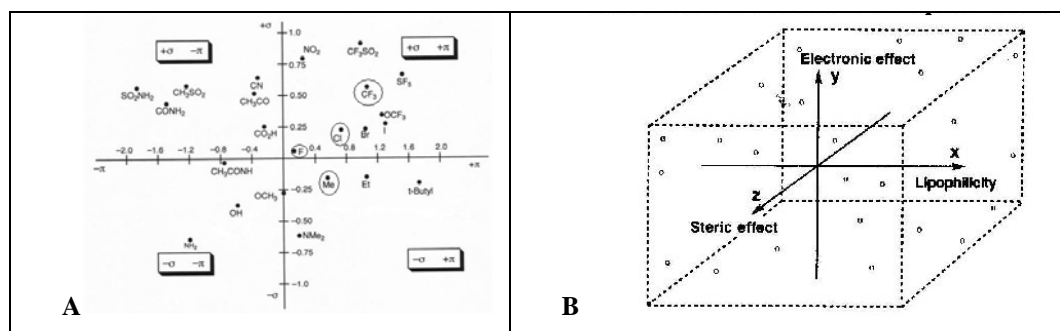 +σ
1.0
NO₂
CF₃SO₂
+σ -π
+σ +π
0.75
SF₅
CN
CF₃
SO₂NH₂
CH₃SO₂
0.50
CONH₂
CH₃CO
OCF₃
CO₂H
0.25
Cl
Br
I
F
-2.0 -1.6 -1.2 -0.8 -0.4
0.4 0.8 1.2 1.6 2.0
-π
+π
CH₃CONH
Me
Et
t-Butyl
-0.25
OCH₃
OH
-0.50
NH₂
NMe₂
-0.75
-σ -π
-σ +π
-1.0
-σ
A
Electronic effect
y
x
Lipophilicity
z
Steric effect
B